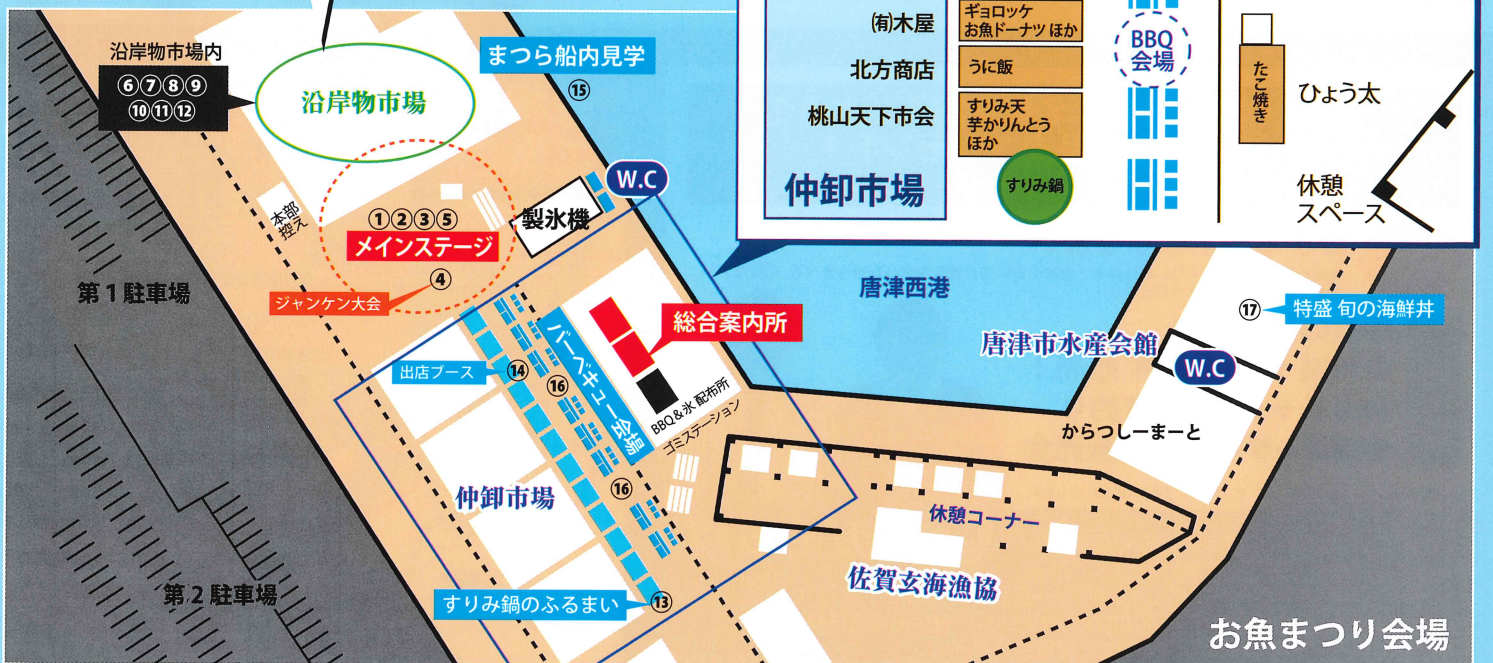 沿岸物市場内
⑥⑦⑧⑨
⑩⑪⑫
沿岸物市場
まつら船内見学
⑮
W.C
本部
控え
①②③⑤
メインステージ
④
ジャンケン大会
製氷機
第1駐車場
㈲木屋
ギョロッケ
お魚ドーナツ ほか
北方商店
うに飯
桃山天下市会
すりみ天
芋かりんとう
ほか
仲卸市場
すりみ鍋
BBQ
会場
たこ焼き
ひょう太
休憩
スペース
唐津西港
総合案内所
出店ブース
⑭
⑯
バーベキュー会場
BBQ&氷 配布所
ゴミステーション
仲卸市場
⑯
すりみ鍋のふるまい
⑬
第2駐車場
⑰
特盛 旬の海鮮丼
唐津市水産会館
W.C
からつしーまーと
休憩コーナー
佐賀玄海漁協
お魚まつり会場